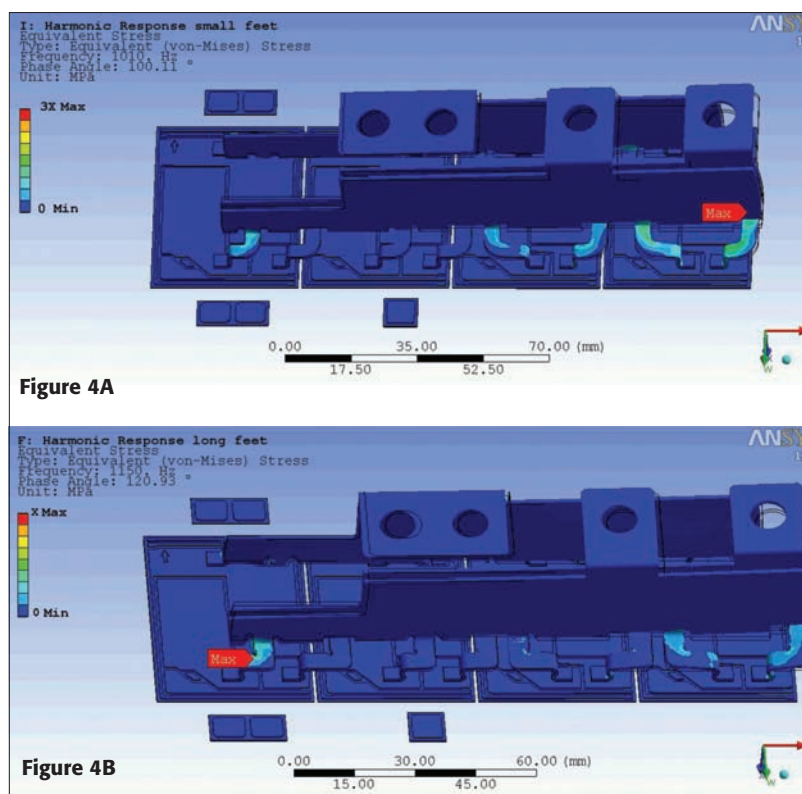 I: Harmonic Response small feet
Equivalent Stress
Type: Equivalent (von-Mises) Stress
Frequency: 1010, Hz
Phase Angle: 100.11 °
Unit: MPa
3X Max
0 Min
Max
0.00 35.00 70.00 (mm)
17.50 52.50
Figure 4A
F: Harmonic Response long feet
Equivalent Stress
Type: Equivalent (von-Mises) Stress
Frequency: 1150, Hz
Phase Angle: 120.93 °
Unit: MPa
X Max
0 Min
Max
0.00 30.00 60.00 (mm)
15.00 45.00
Figure 4B